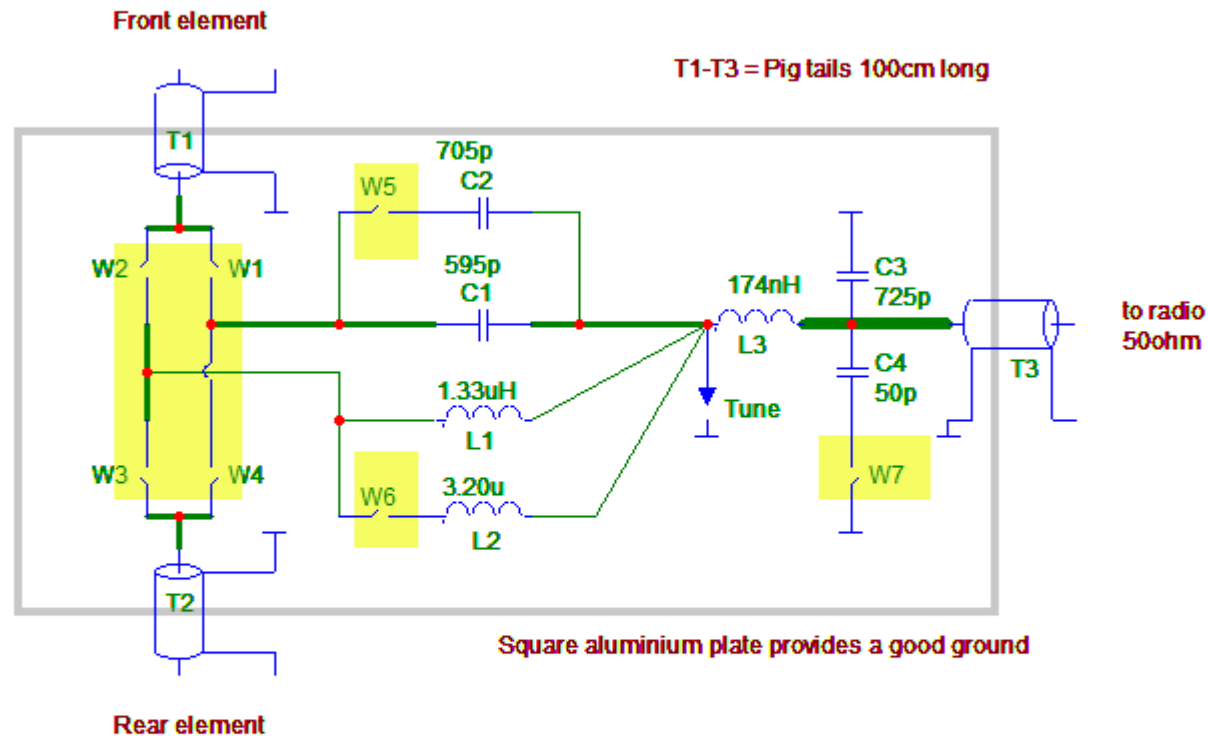 Front element
T1-T3 = Pig tails 100cm long
T1
705p
C2
W5
W2
W1
595p
C1
174nH
L3
C3
725p
to radio
50ohm
T3
C4
50p
1.33uH
L1
Tune
W3
W4
W6
3.20u
L2
W7
T2
Square aluminium plate provides a good ground
Rear element